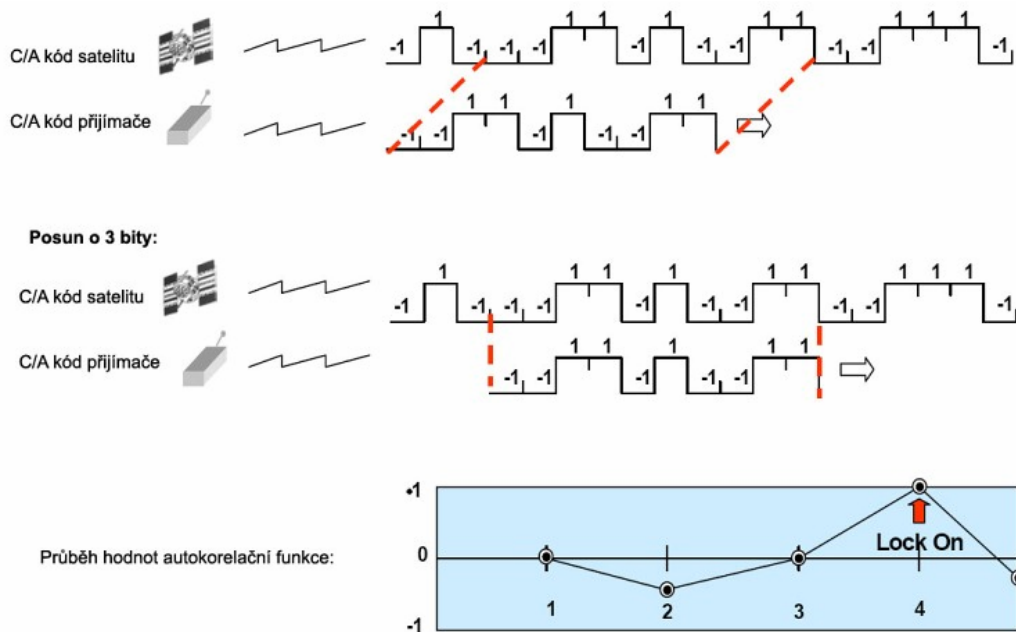 1 1 1 1 1 1 1 1 1
C/A kód satelitu -1 -1 -1 -1 -1 -1 -1 -1 -1 -1
1 1 1 1 1
C/A kód přijímače -1 -1 -1 -1 -1
Posun o 3 bity:
1 1 1 1 1 1 1 1 1
C/A kód satelitu -1 -1 -1 -1 -1 -1 -1 -1 -1 -1
1 1 1 1 1
C/A kód přijímače -1 -1 -1 -1 -1
1
Lock On
Průběh hodnot autokorelační funkce: 0
1 2 3 4
-1